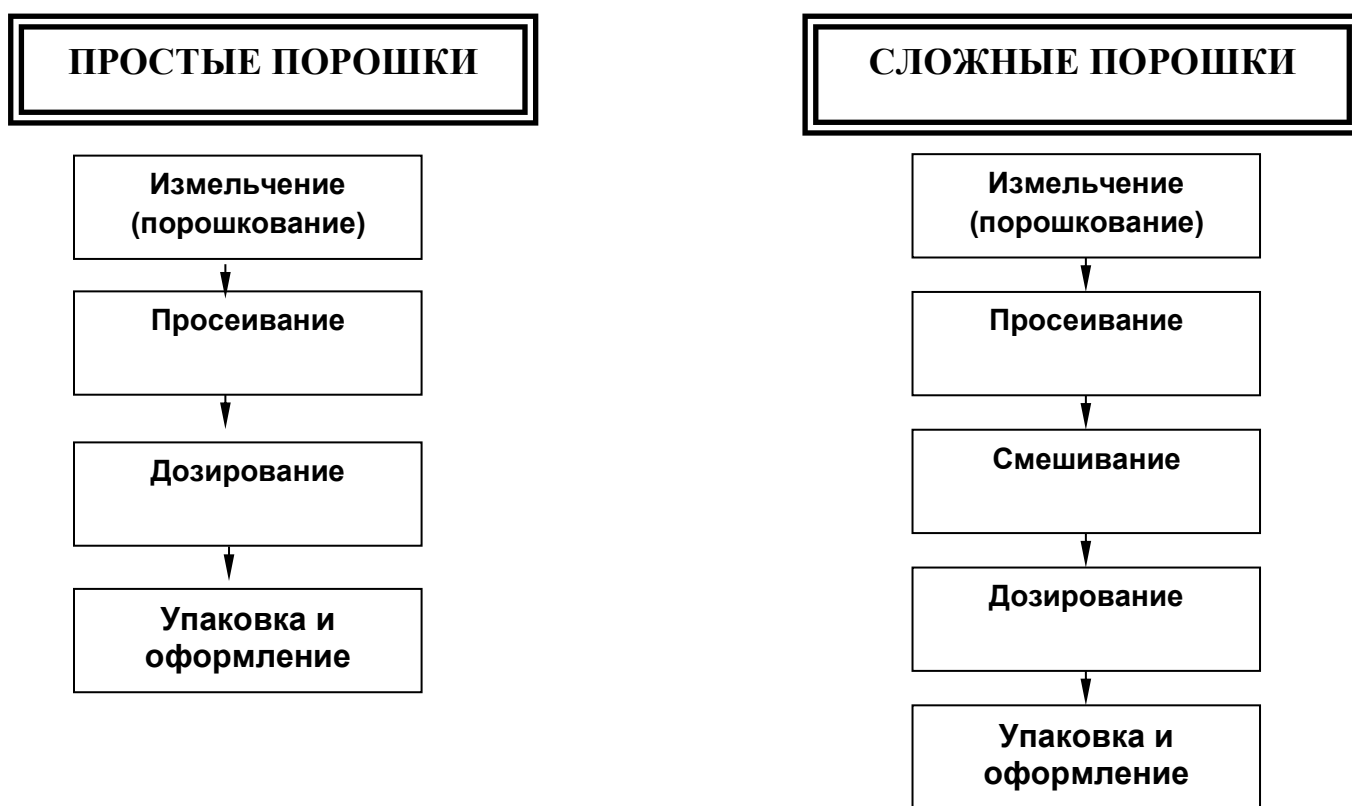 ПРОСТЫЕ ПОРОШКИ
Измельчение
(порошкование)
Просеивание
Дозирование
Упаковка и
оформление
СЛОЖНЫЕ ПОРОШКИ
Измельчение
(порошкование)
Просеивание
Смешивание
Дозирование
Упаковка и
оформление